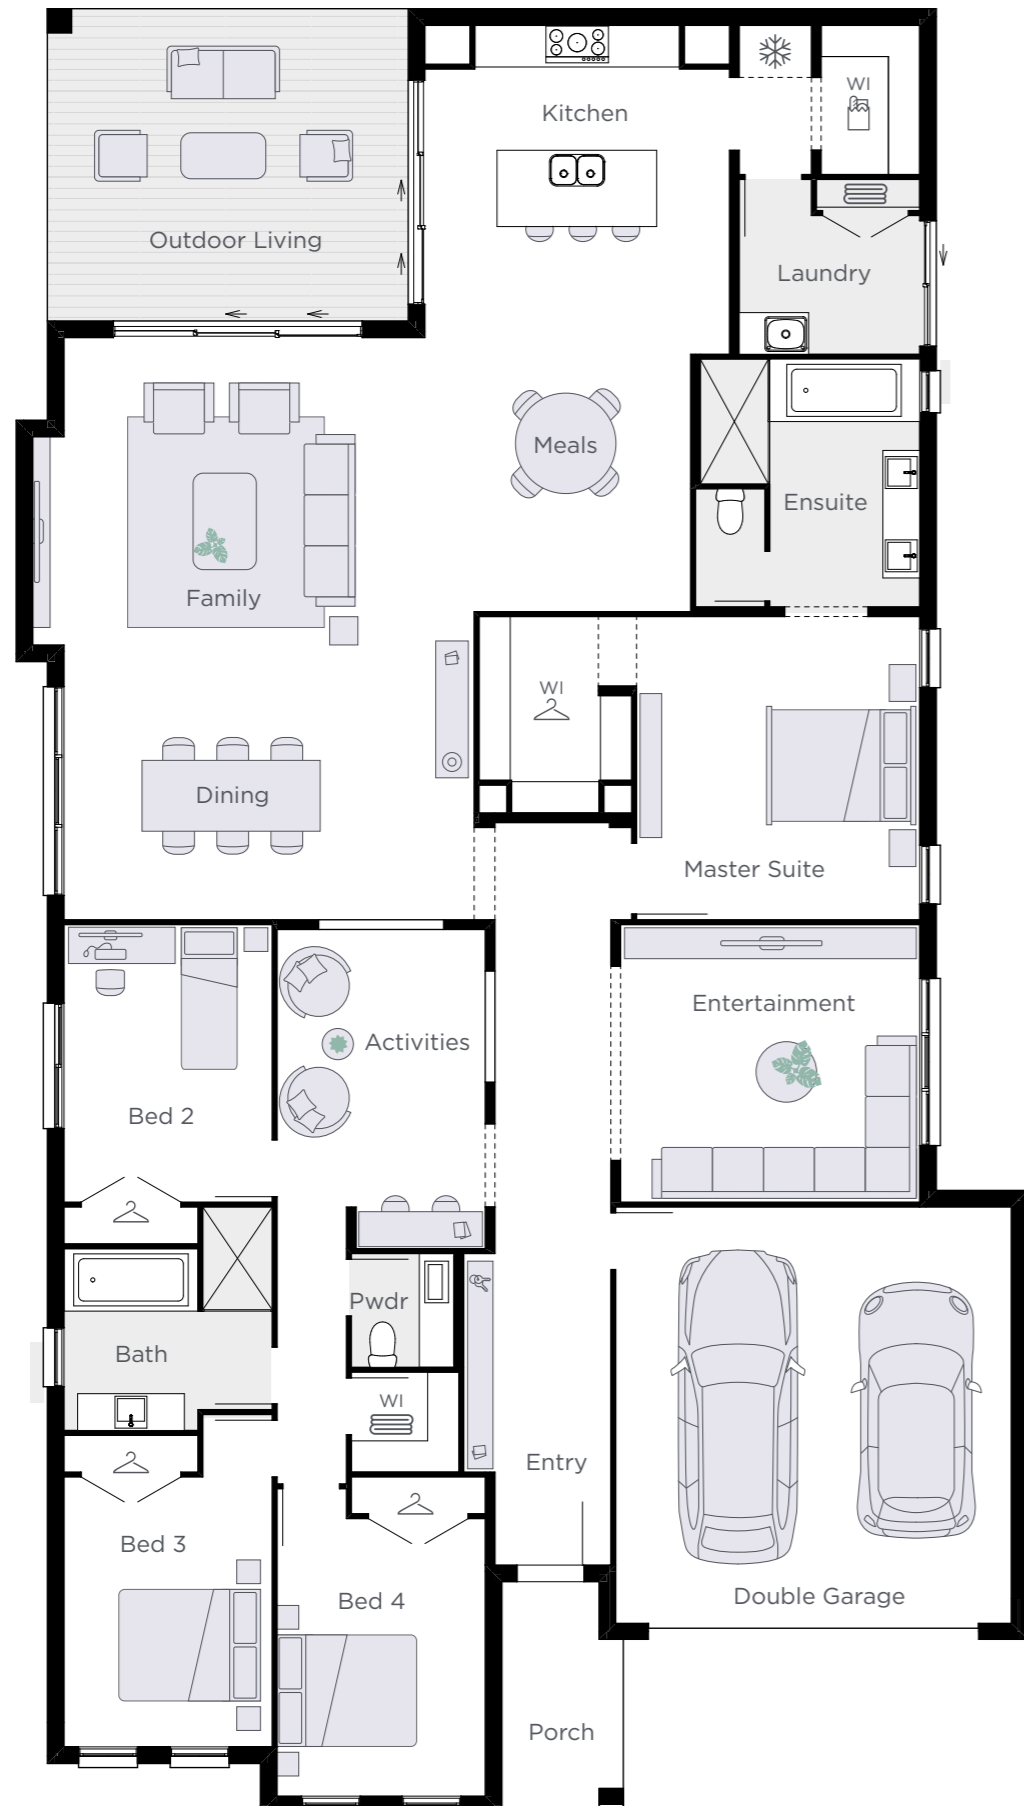 WI
Kitchen
Outdoor Living
Laundry
Meals
Ensuite
Family
WI
Dining
Master Suite
Entertainment
Activities
Bed 2
Pwdr
Bath
WI
Entry
Bed 3
Double Garage
Bed 4
Porch